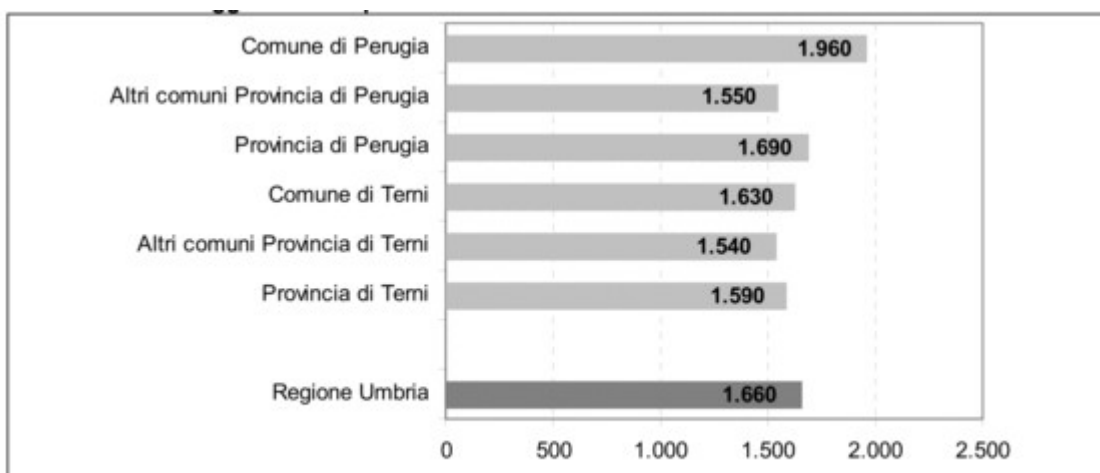 Comune di Perugia 1.960
Altri comuni Provincia di Perugia 1.550
Provincia di Perugia 1.690
Comune di Terni 1.630
Altri comuni Provincia di Terni 1.540
Provincia di Terni 1.590
Regione Umbria 1.660
0 500 1.000 1.500 2.000 2.500